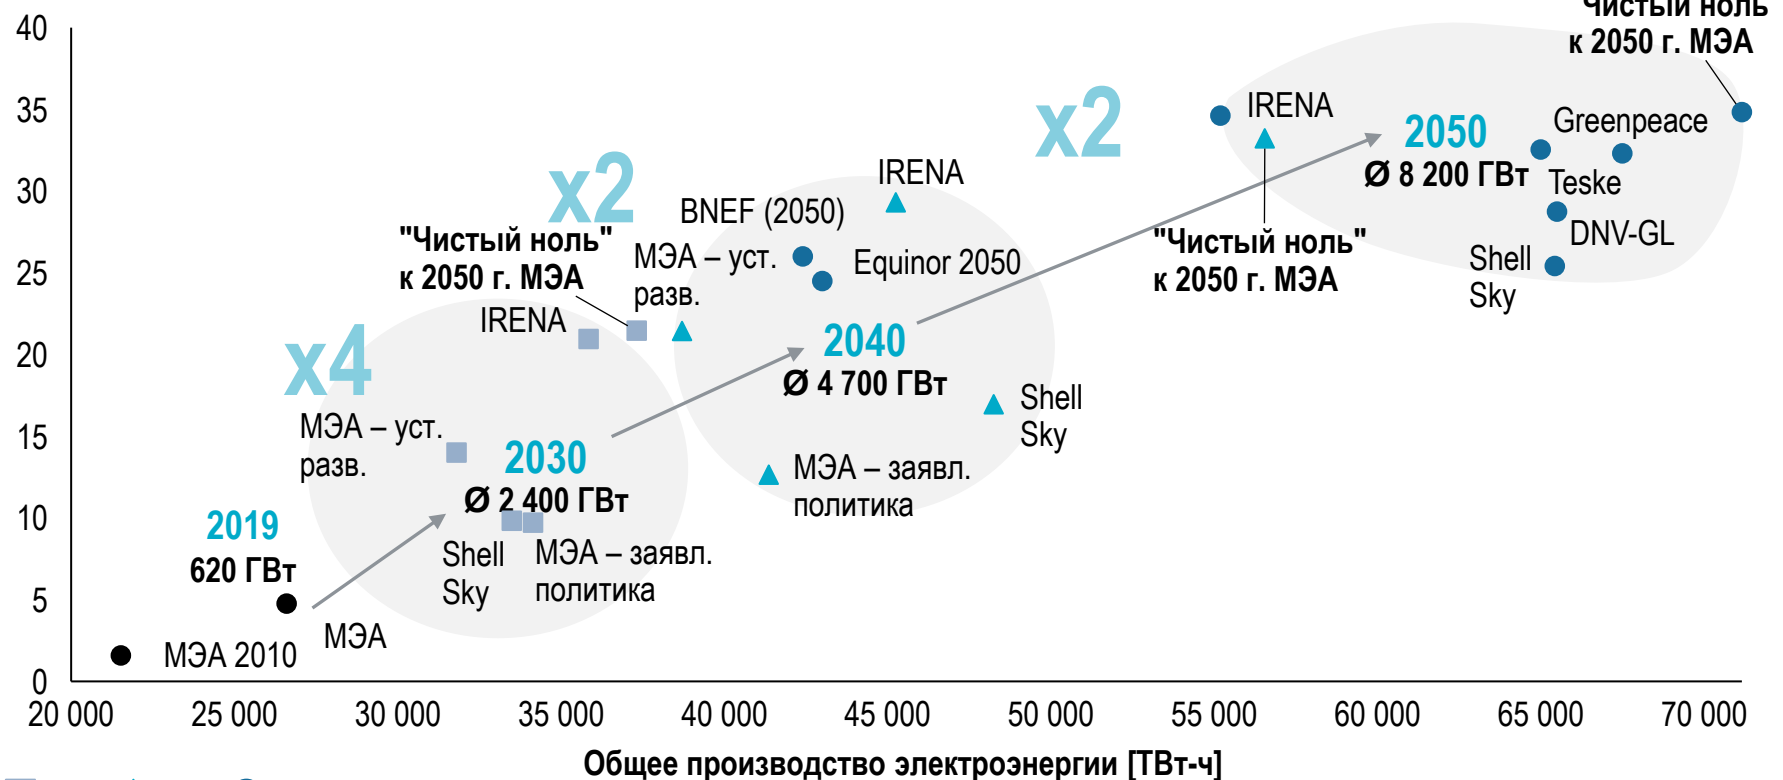 "Чистый ноль"
к 2050 г. МЭА
40
35
30
25
20
15
10
5
0
x2
IRENA
2050
Ø 8 200 ГВт
Greenpeace
Teske
DNV-GL
Shell
Sky
"Чистый ноль"
к 2050 г. МЭА
x2
IRENA
BNEF (2050)
МЭА – уст.
разв.
Equinor 2050
2040
Ø 4 700 ГВт
Shell
Sky
МЭА – заявл.
политика
"Чистый ноль"
к 2050 г. МЭА
IRENA
x4
МЭА – уст.
разв.
2030
Ø 2 400 ГВт
Shell
Sky
МЭА – заявл.
политика
2019
620 ГВт
МЭА
МЭА 2010
20 000 25 000 30 000 35 000 40 000 45 000 50 000 55 000 60 000 65 000 70 000
Общее производство электроэнергии [ТВт-ч]